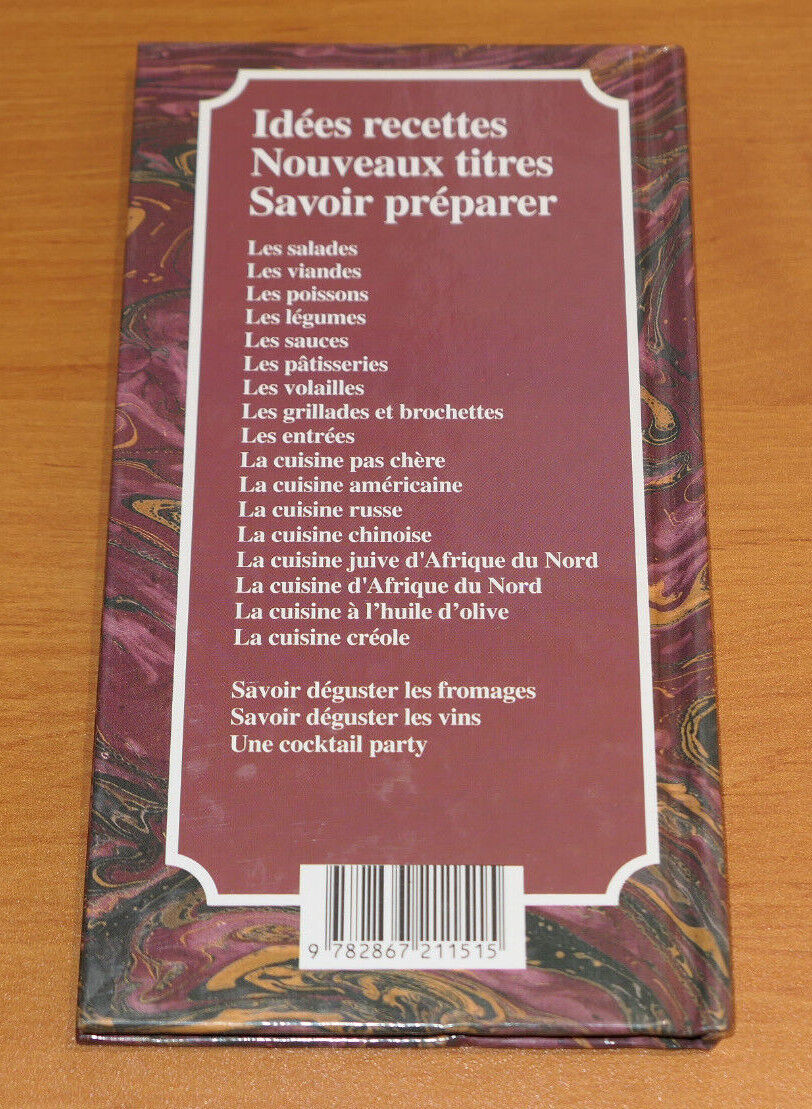 Idées recettes
Nouveaux titres
Savoir préparer
Les salades
Les viandes
Les poissons
Les légumes
Les sauces
Les pâtisseries
Les volailles
Les grillades et brochettes
Les entrées
La cuisine pas chère
La cuisine américaine
La cuisine russe
La cuisine chinoise
La cuisine juive d'Afrique du Nord
La cuisine d'Afrique du Nord
La cuisine à l’huile d’olive
La cuisine créole
Savoir déguster les fromages
Savoir déguster les vins
Une cocktail party
9 782867 211515